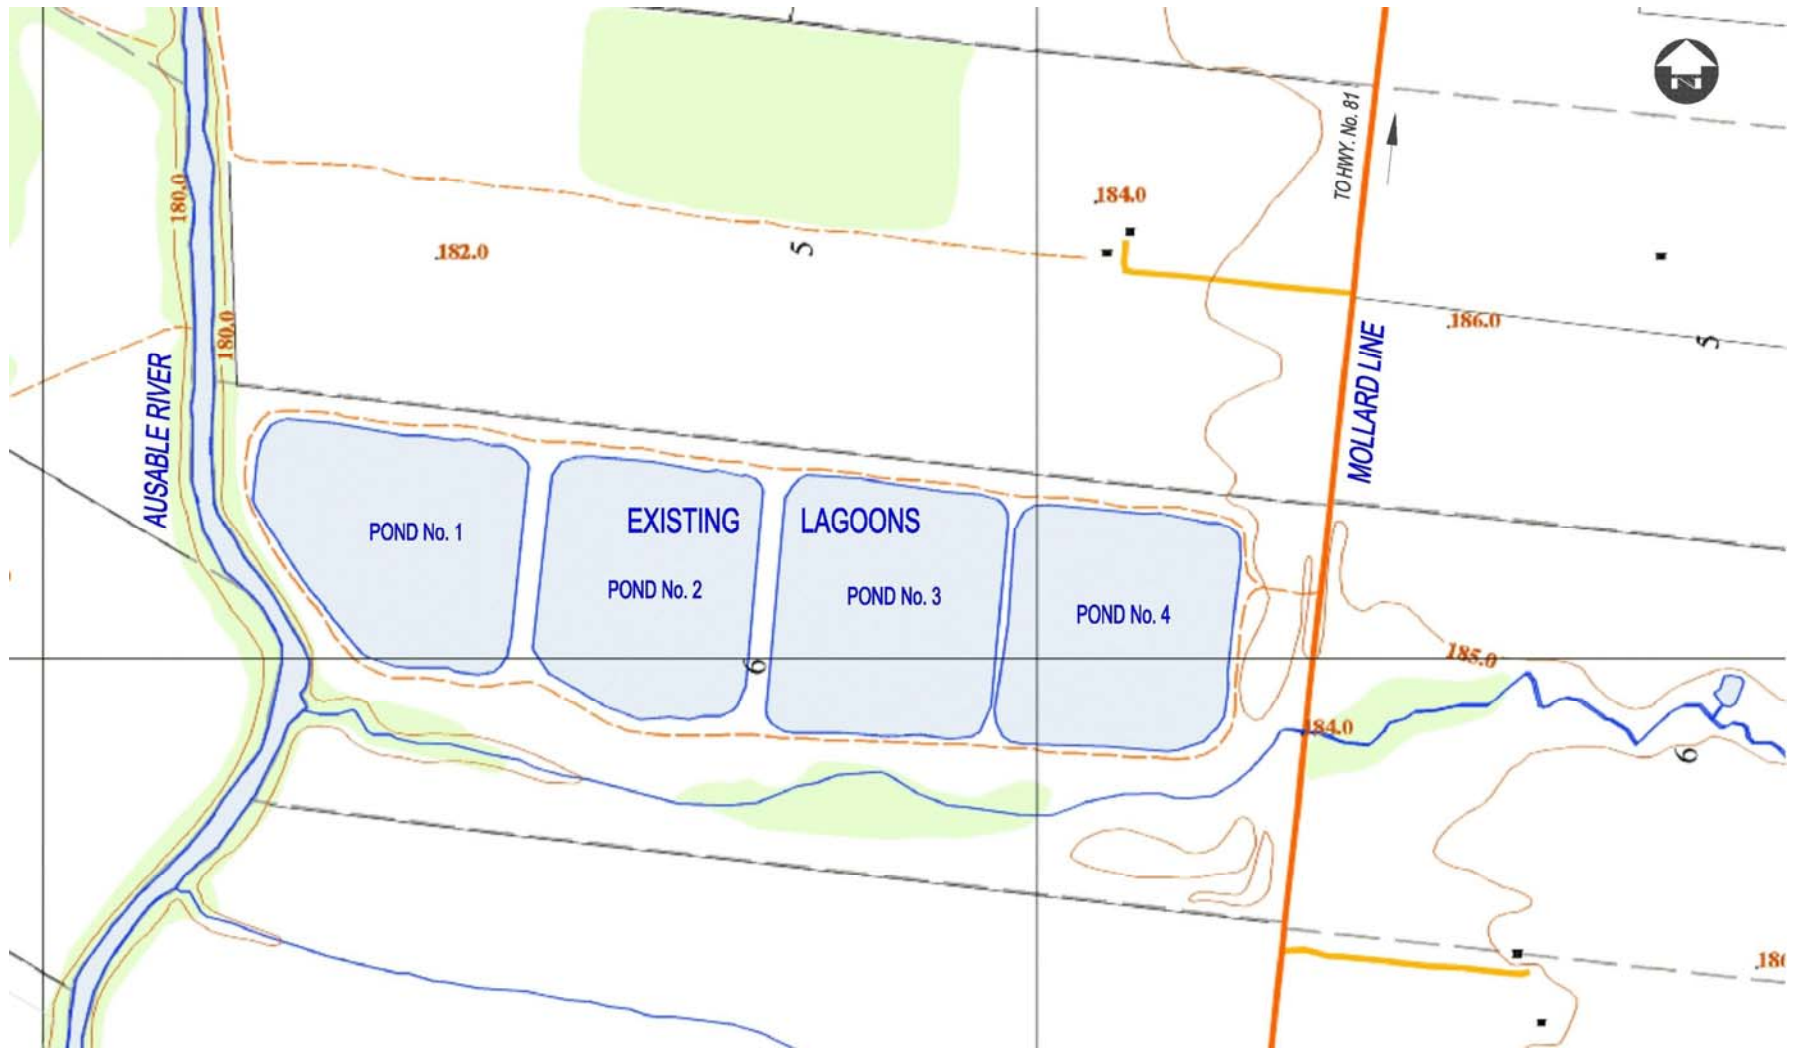 N
TO HWY. No. 81
180.0
184.0
182.0
5
186.0
5
180.0
AUSABLE RIVER
MOLLARD LINE
EXISTING LAGOONS
POND No. 1
POND No. 2
POND No. 3
POND No. 4
6
185.0
184.0
6